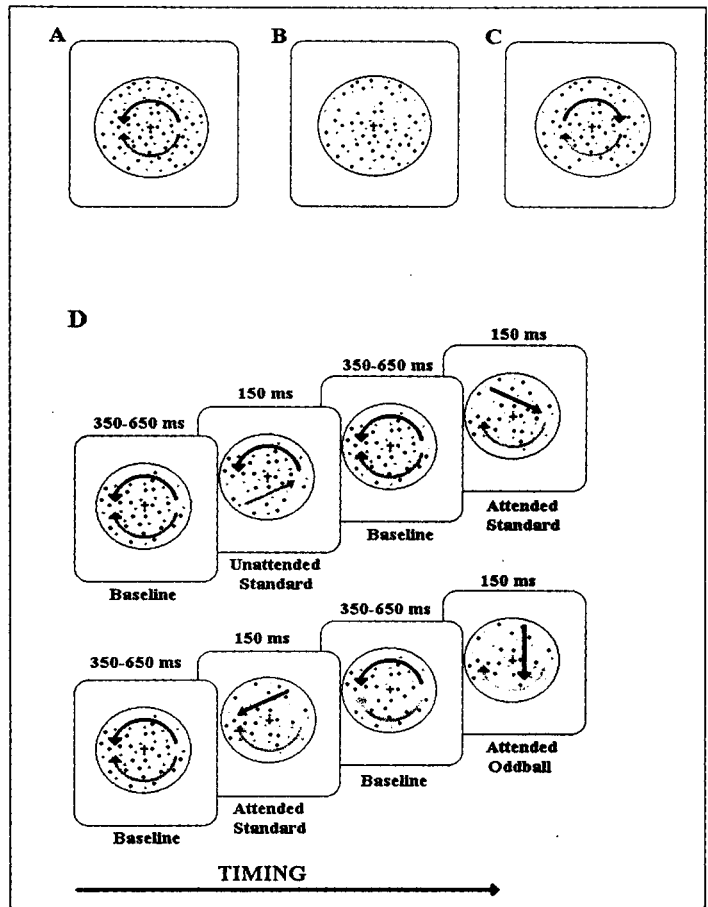 A B C
D
150 ms
350-650 ms
150 ms
350-650 ms
Attended
Standard
Baseline
Unattended
Standard
Baseline
150 ms
350-650 ms
150 ms
350-650 ms
Attended
Oddball
Baseline
Attended
Standard
Baseline
TIMING